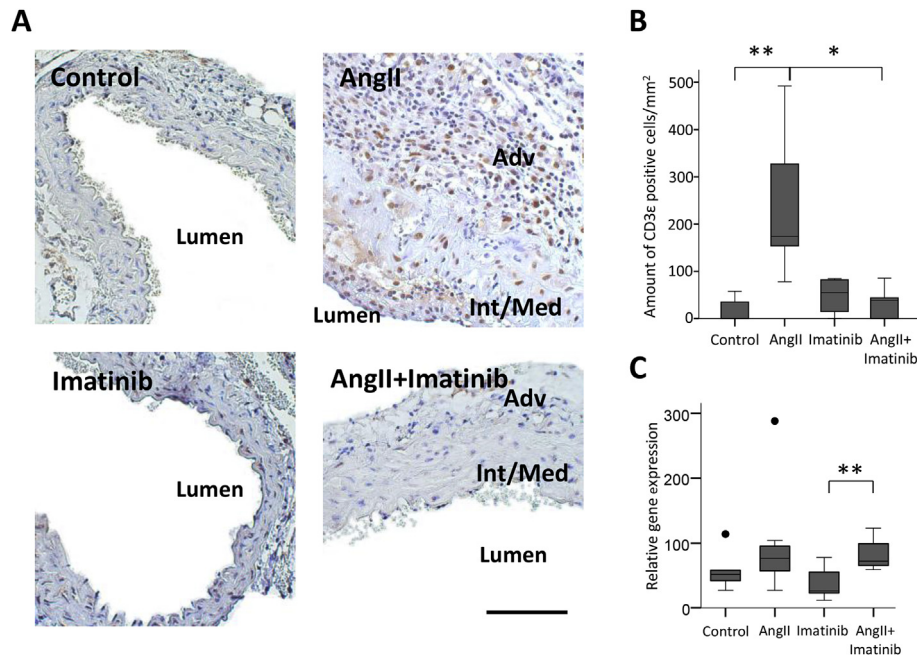 A
Control
Lumen
AngII
Adv
Int/Med
Lumen
Imatinib
Lumen
AngII+Imatinib
Adv
Int/Med
Lumen
B
** *
Amount of CD3ε positive cells/mm²
500
400
300
200
100
0
Control AngII Imatinib AngII+
Imatinib
C
Relative gene expression
300
200
100
0
**
Control AngII Imatinib AngII+
Imatinib